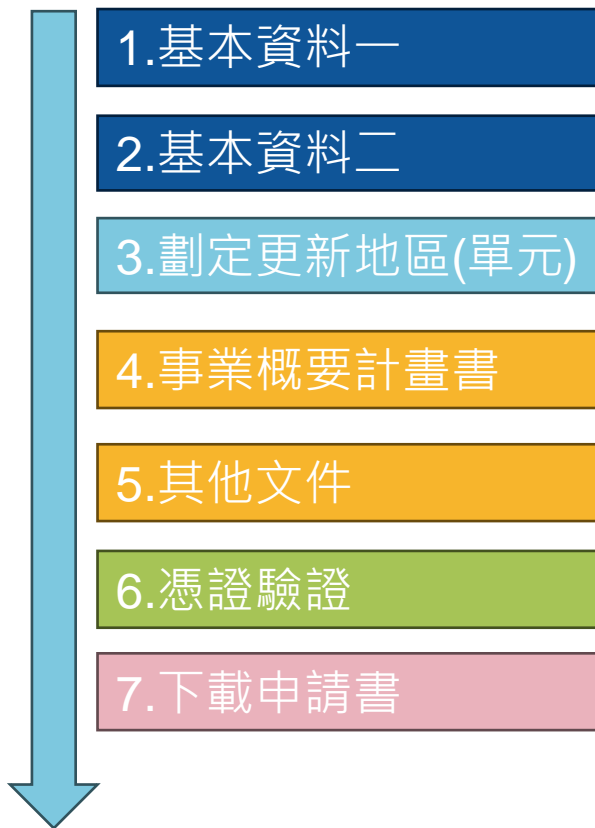 1.基本資料一
2.基本資料二
3.劃定更新地區(單元)
4.事業概要計畫書
5.其他文件
6.憑證驗證
7.下載申請書